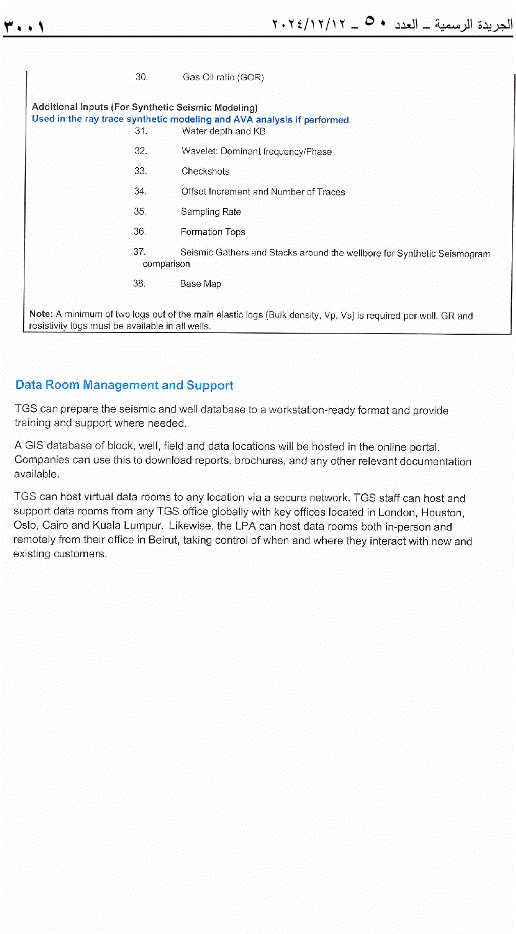 الجريدة الرسمية ــ العدد ٥٠ ــ ٢٠٢٤/١٢/١٢
٣٠٠١
30. Gas Oil ratio (GOR)
Additional Inputs (For Synthetic Seismic Modeling)
Used in the ray trace synthetic modeling and AVA analysis if performed.
31. Water depth and KB
32. Wavelet: Dominant frequency/Phase
33. Checkshots
34. Offset Increment and Number of Traces
35. Sampling Rate
36. Formation Tops
37. Seismic Gathers and Stacks around the wellbore for Synthetic Seismogram
comparison
38. Base Map
Note: A minimum of two logs out of the main elastic logs (Bulk density, Vp, Vs) is required per well. GR and
resistivity logs must be available in all wells.
Data Room Management and Support
TGS can prepare the seismic and well database to a workstation-ready format and provide
training and support where needed.
A GIS database of block, well, field and data locations will be hosted in the online portal.
Companies can use this to download reports, brochures, and any other relevant documentation
available.
TGS can host virtual data rooms to any location via a secure network. TGS staff can host and
support data rooms from any TGS office globally with key offices located in London, Houston,
Oslo, Cairo and Kuala Lumpur. Likewise, the LPA can host data rooms both in-person and
remotely from their office in Beirut, taking control of when and where they interact with new and
existing customers.